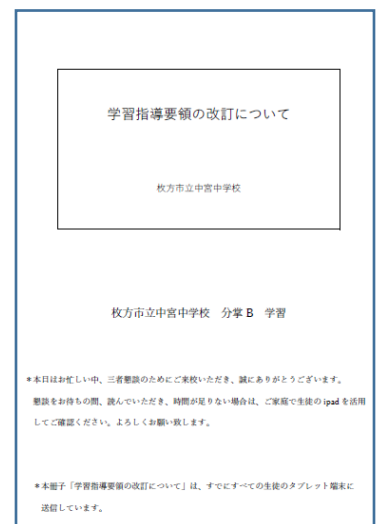 学習指導要領の改訂について
枚方市立中宮中学校
枚方市立中宮中学校 分掌 B 学習
*本日はお忙しい中、三者懇談のためにご来校いただき、誠にありがとうございます。
懇談をお待ちの間、読んでいただき、時間が足りない場合は、ご家庭で生徒の ipad を活用
してご確認ください。よろしくお願い致します。
*本冊子「学習指導要領の改訂について」は、すでにすべての生徒のタブレット端末に
送信しています。